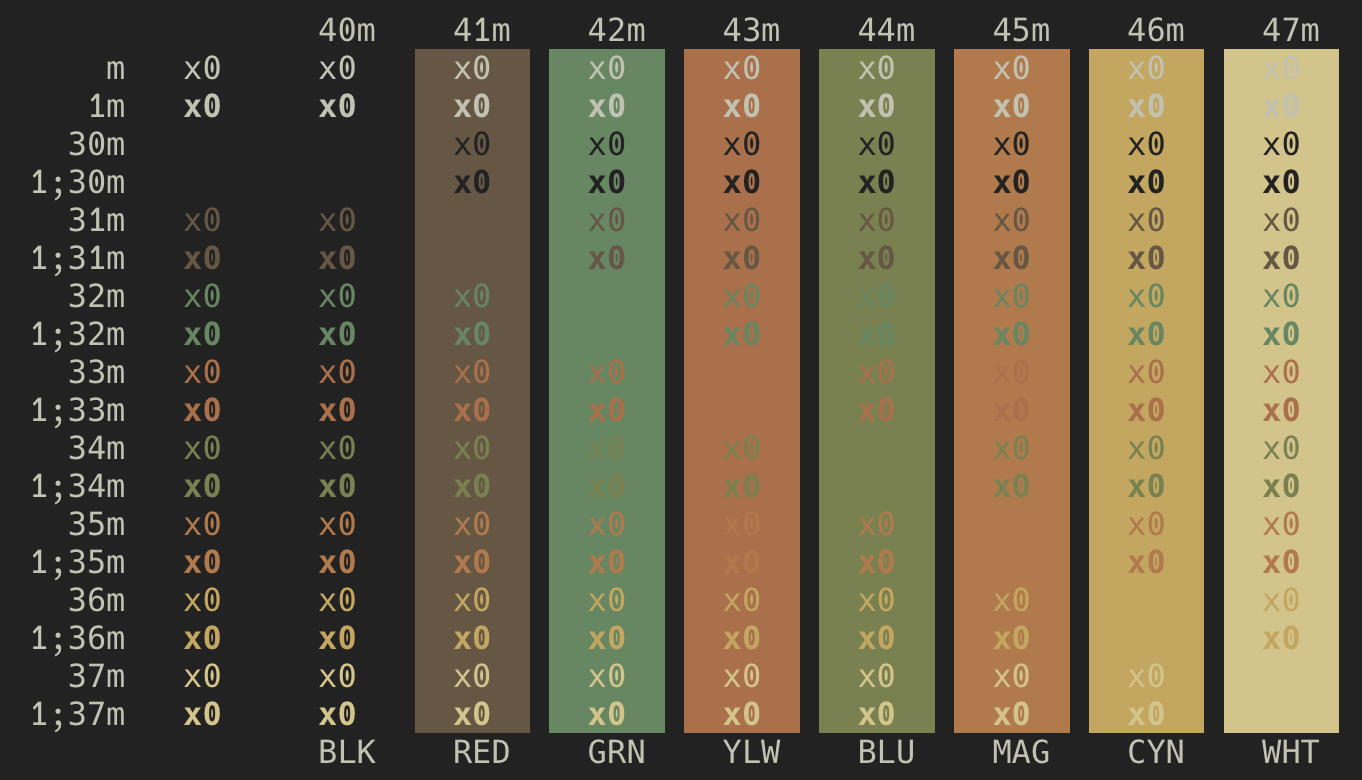 40m 41m 42m 43m 44m 45m 46m 47m
m x0 x0 x0 x0 x0 x0 x0 x0 x0
1m x0 x0 x0 x0 x0 x0 x0 x0 x0
30m x0 x0 x0 x0 x0 x0 x0
1;30m x0 x0 x0 x0 x0 x0 x0
31m x0 x0 x0 x0 x0 x0 x0 x0
1;31m x0 x0 x0 x0 x0 x0 x0 x0
32m x0 x0 x0 x0 x0 x0 x0 x0
1;32m x0 x0 x0 x0 x0 x0 x0 x0
33m x0 x0 x0 x0 x0 x0 x0 x0
1;33m x0 x0 x0 x0 x0 x0 x0 x0
34m x0 x0 x0 x0 x0 x0 x0 x0
1;34m x0 x0 x0 x0 x0 x0 x0 x0
35m x0 x0 x0 x0 x0 x0 x0 x0
1;35m x0 x0 x0 x0 x0 x0 x0 x0
36m x0 x0 x0 x0 x0 x0 x0 x0
1;36m x0 x0 x0 x0 x0 x0 x0 x0
37m x0 x0 x0 x0 x0 x0 x0 x0
1;37m x0 x0 x0 x0 x0 x0 x0 x0
BLK RED GRN YLW BLU MAG CYN WHT